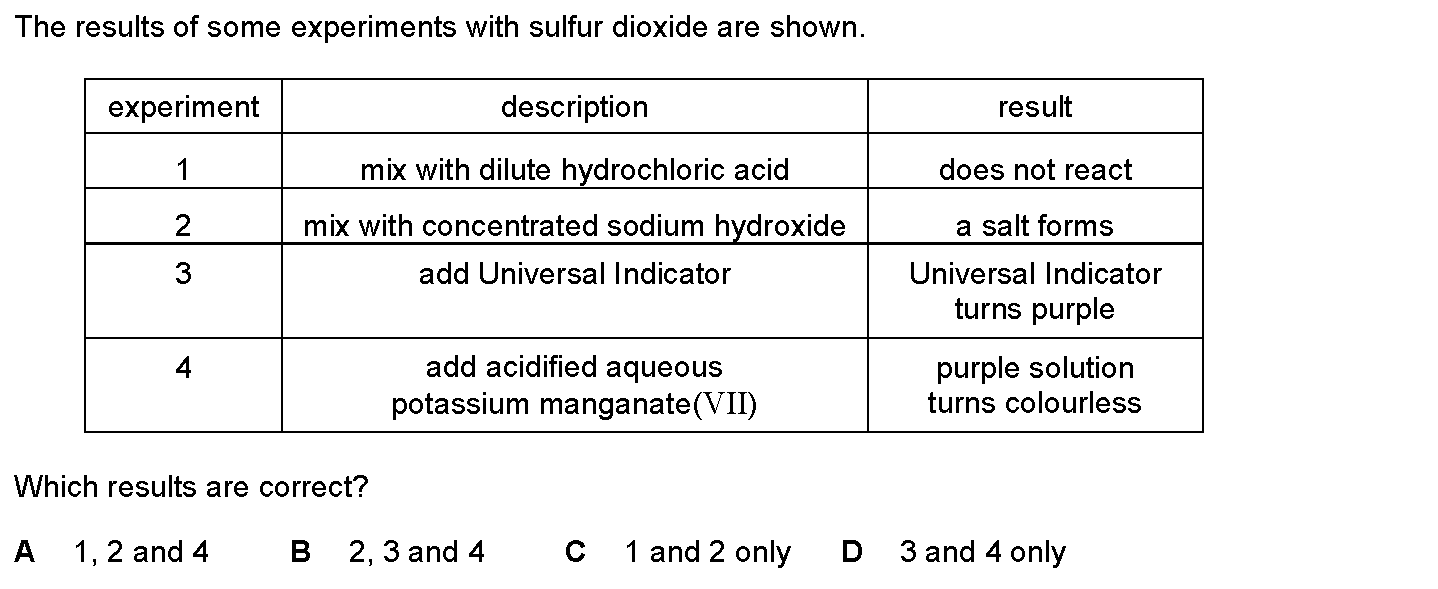 The results of some experiments with sulfur dioxide are shown.
experiment description result
1 mix with dilute hydrochloric acid does not react
2 mix with concentrated sodium hydroxide a salt forms
3 add Universal Indicator Universal Indicator
turns purple
4 add acidified aqueous purple solution
potassium manganate(VII) turns colourless
Which results are correct?
A 1, 2 and 4 B 2, 3 and 4 C 1 and 2 only D 3 and 4 only